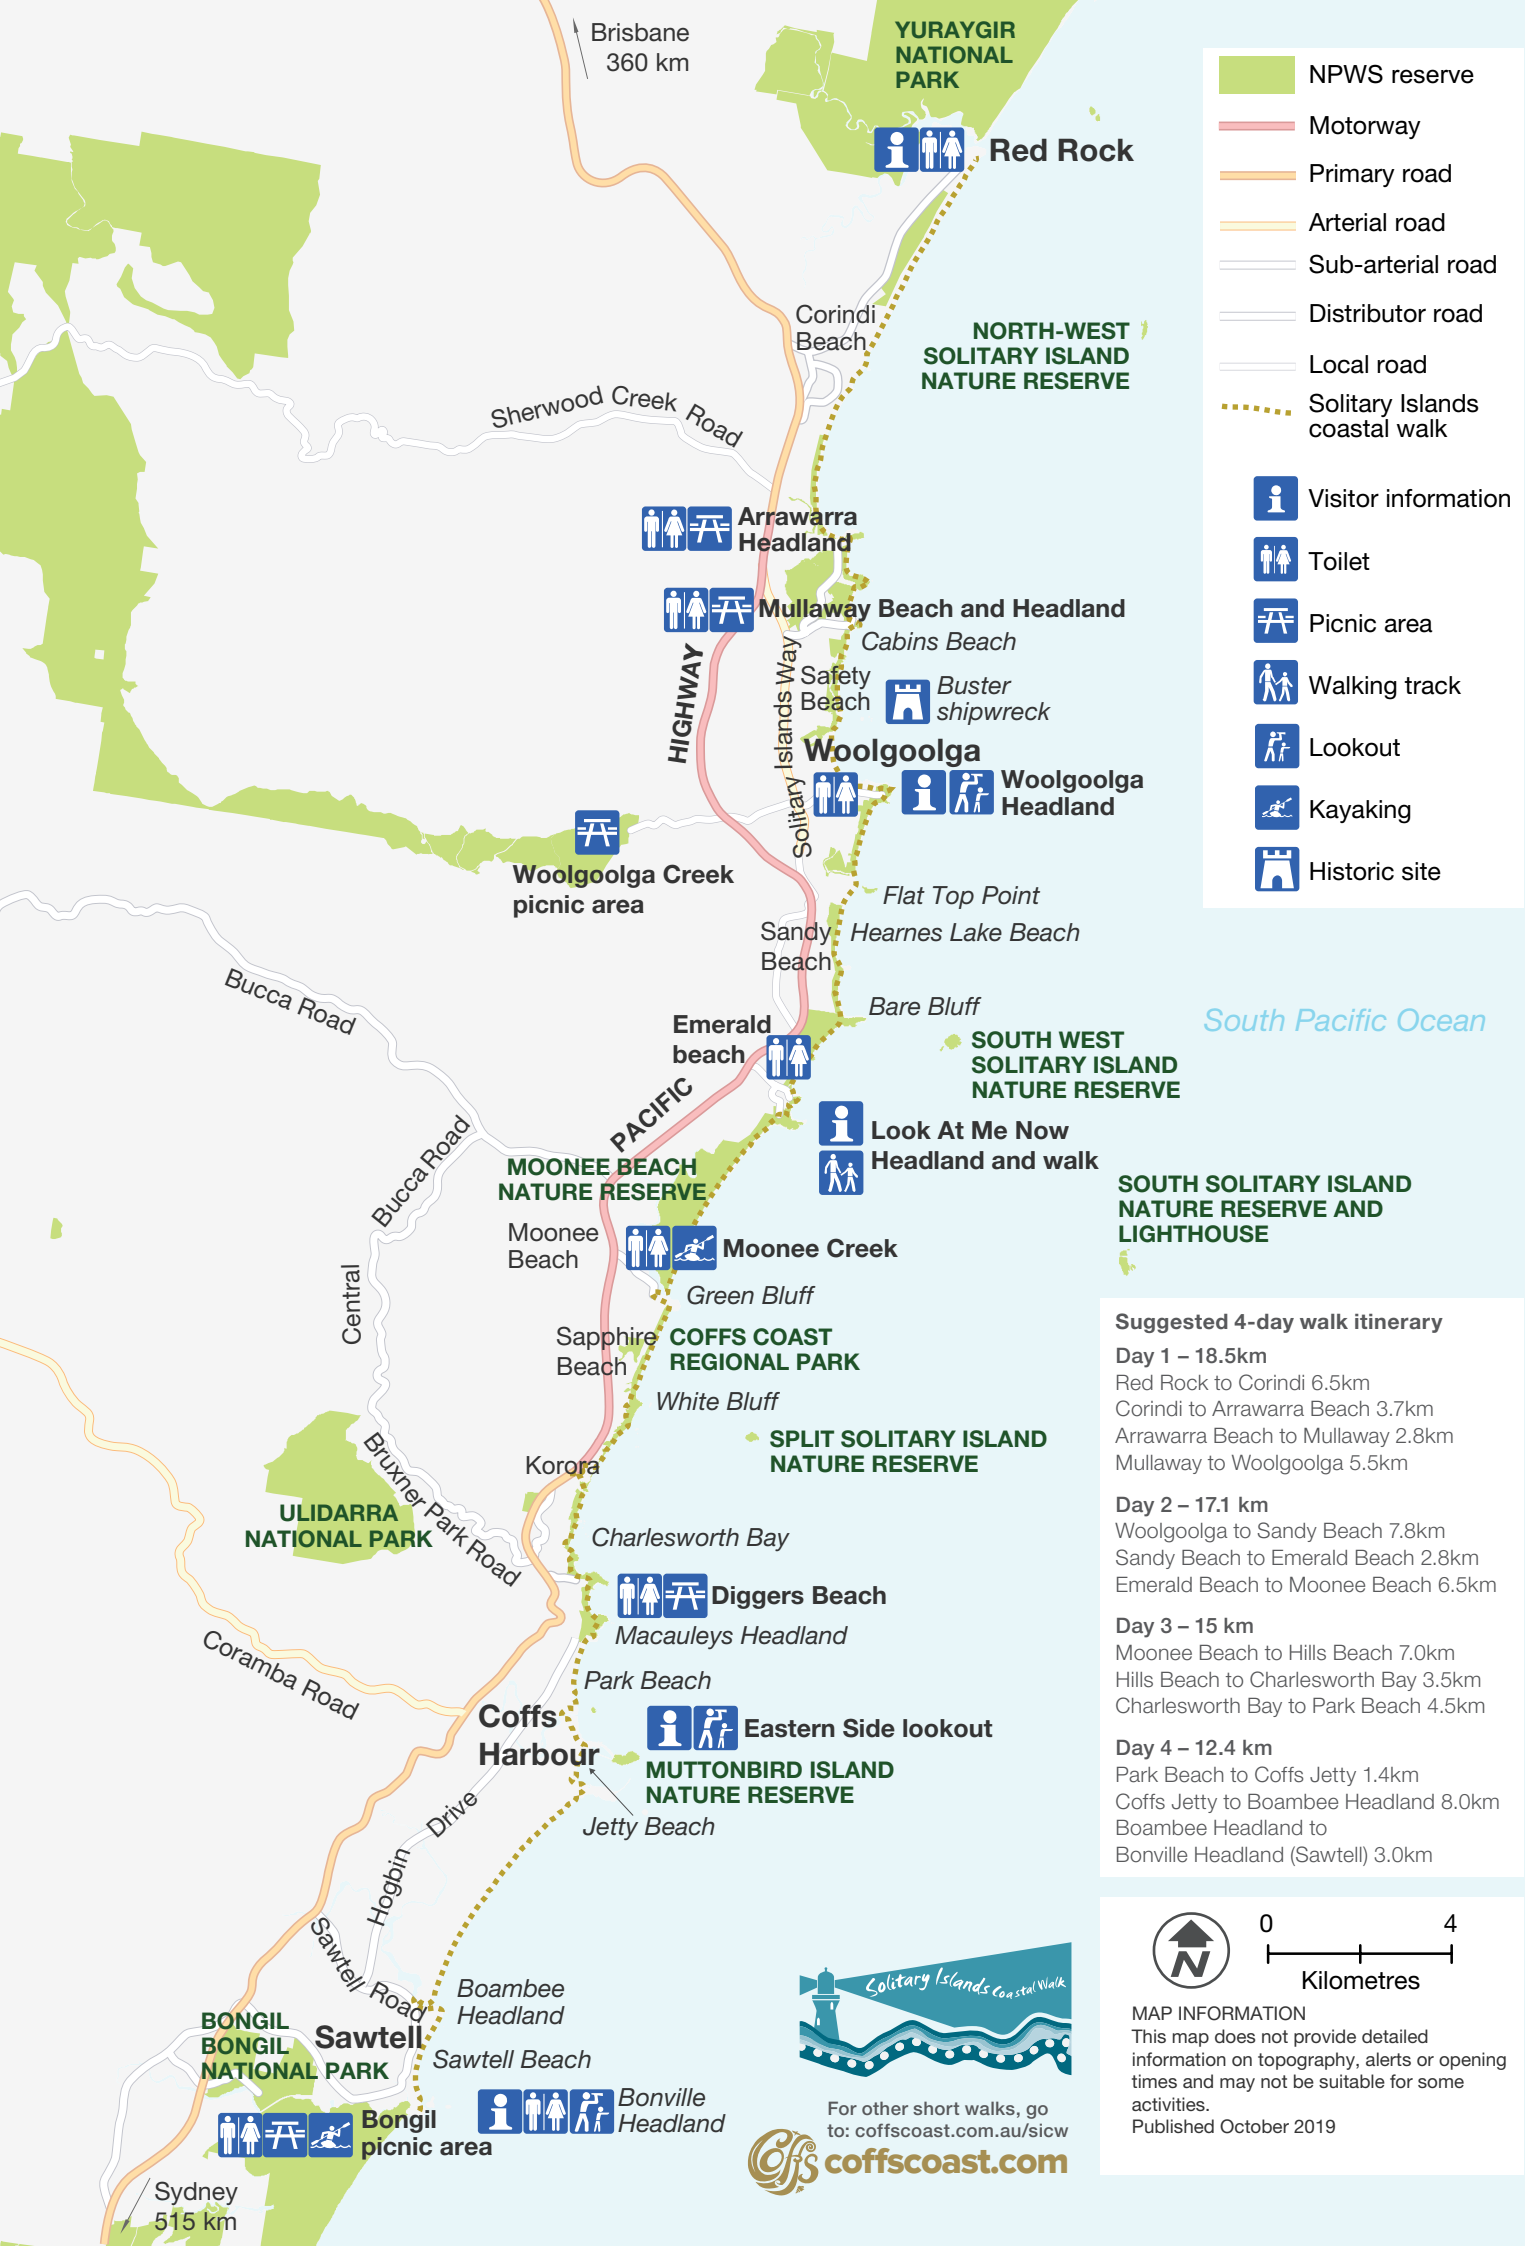 Brisbane
360 km
YURAYGIR
NATIONAL
PARK
Red Rock
Corindi
Beach
NORTH-WEST
SOLITARY ISLAND
NATURE RESERVE
Sherwood Creek Road
Arrawarra
Headland
Mullaway Beach and Headland
Cabins Beach
HIGHWAY
Solitary Islands Way
Safety
Beach
Buster
shipwreck
Woolgoolga
Woolgoolga
Headland
Woolgoolga Creek
picnic area
Flat Top Point
Sandy
Beach
Hearnes Lake Beach
Bucca Road
Bare Bluff
Emerald
beach
SOUTH WEST
SOLITARY ISLAND
NATURE RESERVE
South Pacific Ocean
PACIFIC
Look At Me Now
Headland and walk
Bucca Road
MOONEE BEACH
NATURE RESERVE
SOUTH SOLITARY ISLAND
NATURE RESERVE AND
LIGHTHOUSE
Moonee
Beach
Moonee Creek
Central
Green Bluff
Sapphire
Beach
COFFS COAST
REGIONAL PARK
White Bluff
SPLIT SOLITARY ISLAND
NATURE RESERVE
Korora
Bruxner Park Road
ULIDARRA
NATIONAL PARK
Charlesworth Bay
Diggers Beach
Macauleys Headland
Coramba Road
Park Beach
Coffs
Harbour
Eastern Side lookout
MUTTONBIRD ISLAND
NATURE RESERVE
Jetty Beach
Hogbin Drive
Sawtell Road
Boambee
Headland
BONGIL
BONGIL
NATIONAL PARK
Sawtell
Sawtell Beach
Bonville
Headland
Bongil
picnic area
Sydney
515 km
NPWS reserve
Motorway
Primary road
Arterial road
Sub-arterial road
Distributor road
Local road
Solitary Islands
coastal walk
Visitor information
Toilet
Picnic area
Walking track
Lookout
Kayaking
Historic site
Suggested 4-day walk itinerary
Day 1 – 18.5km
Red Rock to Corindi 6.5km
Corindi to Arrawarra Beach 3.7km
Arrawarra Beach to Mullaway 2.8km
Mullaway to Woolgoolga 5.5km
Day 2 – 17.1 km
Woolgoolga to Sandy Beach 7.8km
Sandy Beach to Emerald Beach 2.8km
Emerald Beach to Moonee Beach 6.5km
Day 3 – 15 km
Moonee Beach to Hills Beach 7.0km
Hills Beach to Charlesworth Bay 3.5km
Charlesworth Bay to Park Beach 4.5km
Day 4 – 12.4 km
Park Beach to Coffs Jetty 1.4km
Coffs Jetty to Boambee Headland 8.0km
Boambee Headland to
Bonville Headland (Sawtell) 3.0km
N
0 4
Kilometres
MAP INFORMATION
This map does not provide detailed
information on topography, alerts or opening
times and may not be suitable for some
activities.
Published October 2019
Solitary Islands Coastal Walk
For other short walks, go
to: coffscoast.com.au/sicw
Coffs coffscoast.com